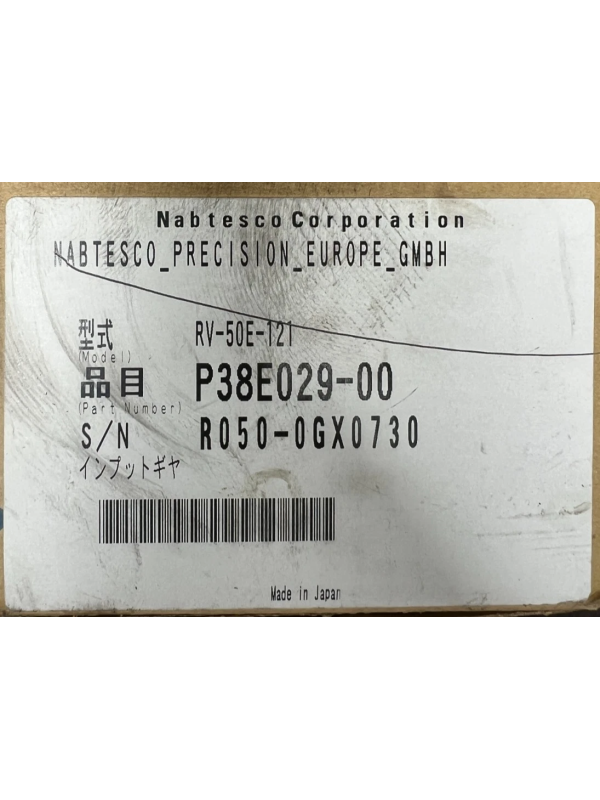 Nabtesco Corporation
NABTESCO_PRECISION_EUROPE_GMBH
型式 RV-50E-121
(Model)
品目 P38E029-00
(Part Number)
S/N R050-0GX0730
インプットギヤ
Made in Japan